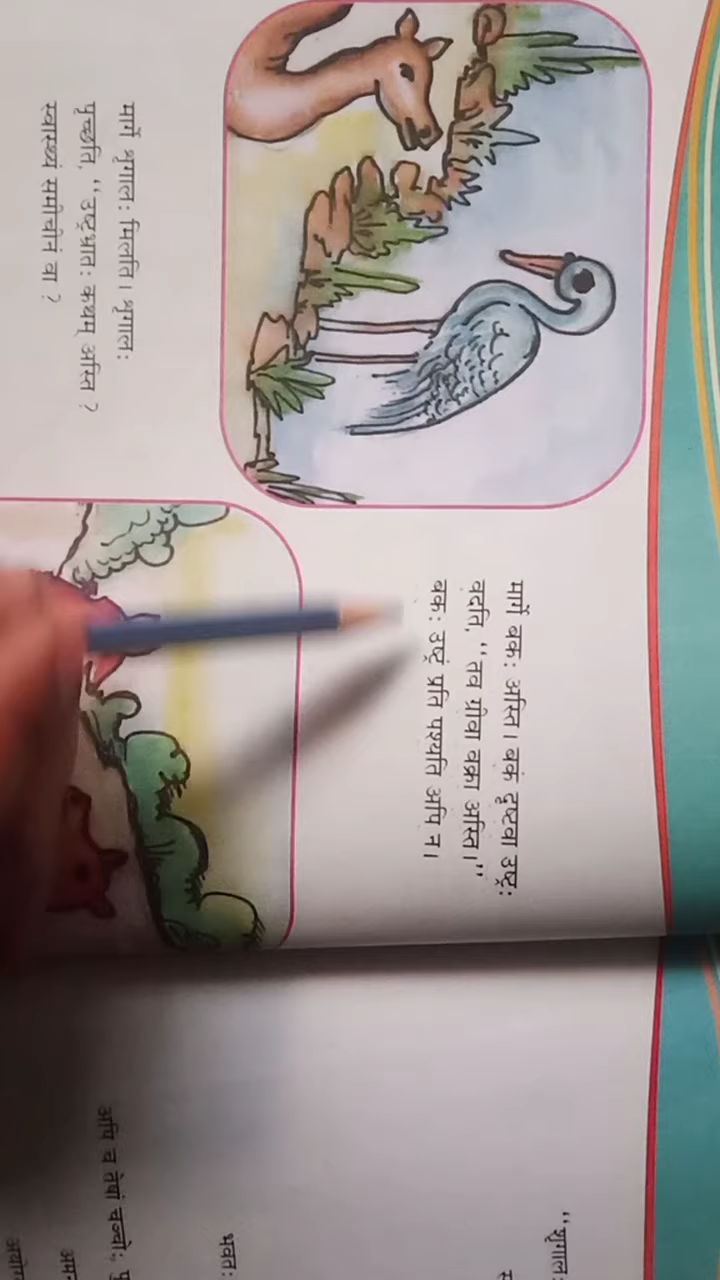 मार्गे बकः अस्ति। बकं दृष्ट्वा उष्ट्रः
वदति, “तव ग्रीवा वक्रा अस्ति।”
बकः उष्ट्रं प्रति पश्यति अपि न।
मार्गे शृगालः मिलति। शृगालः
पृच्छति, “उष्ट्रभ्रातः कथम् अस्ति ?
स्वास्थ्यं समीचीनं वा ?
“शृगाल
भवतः
अपि च तेषां